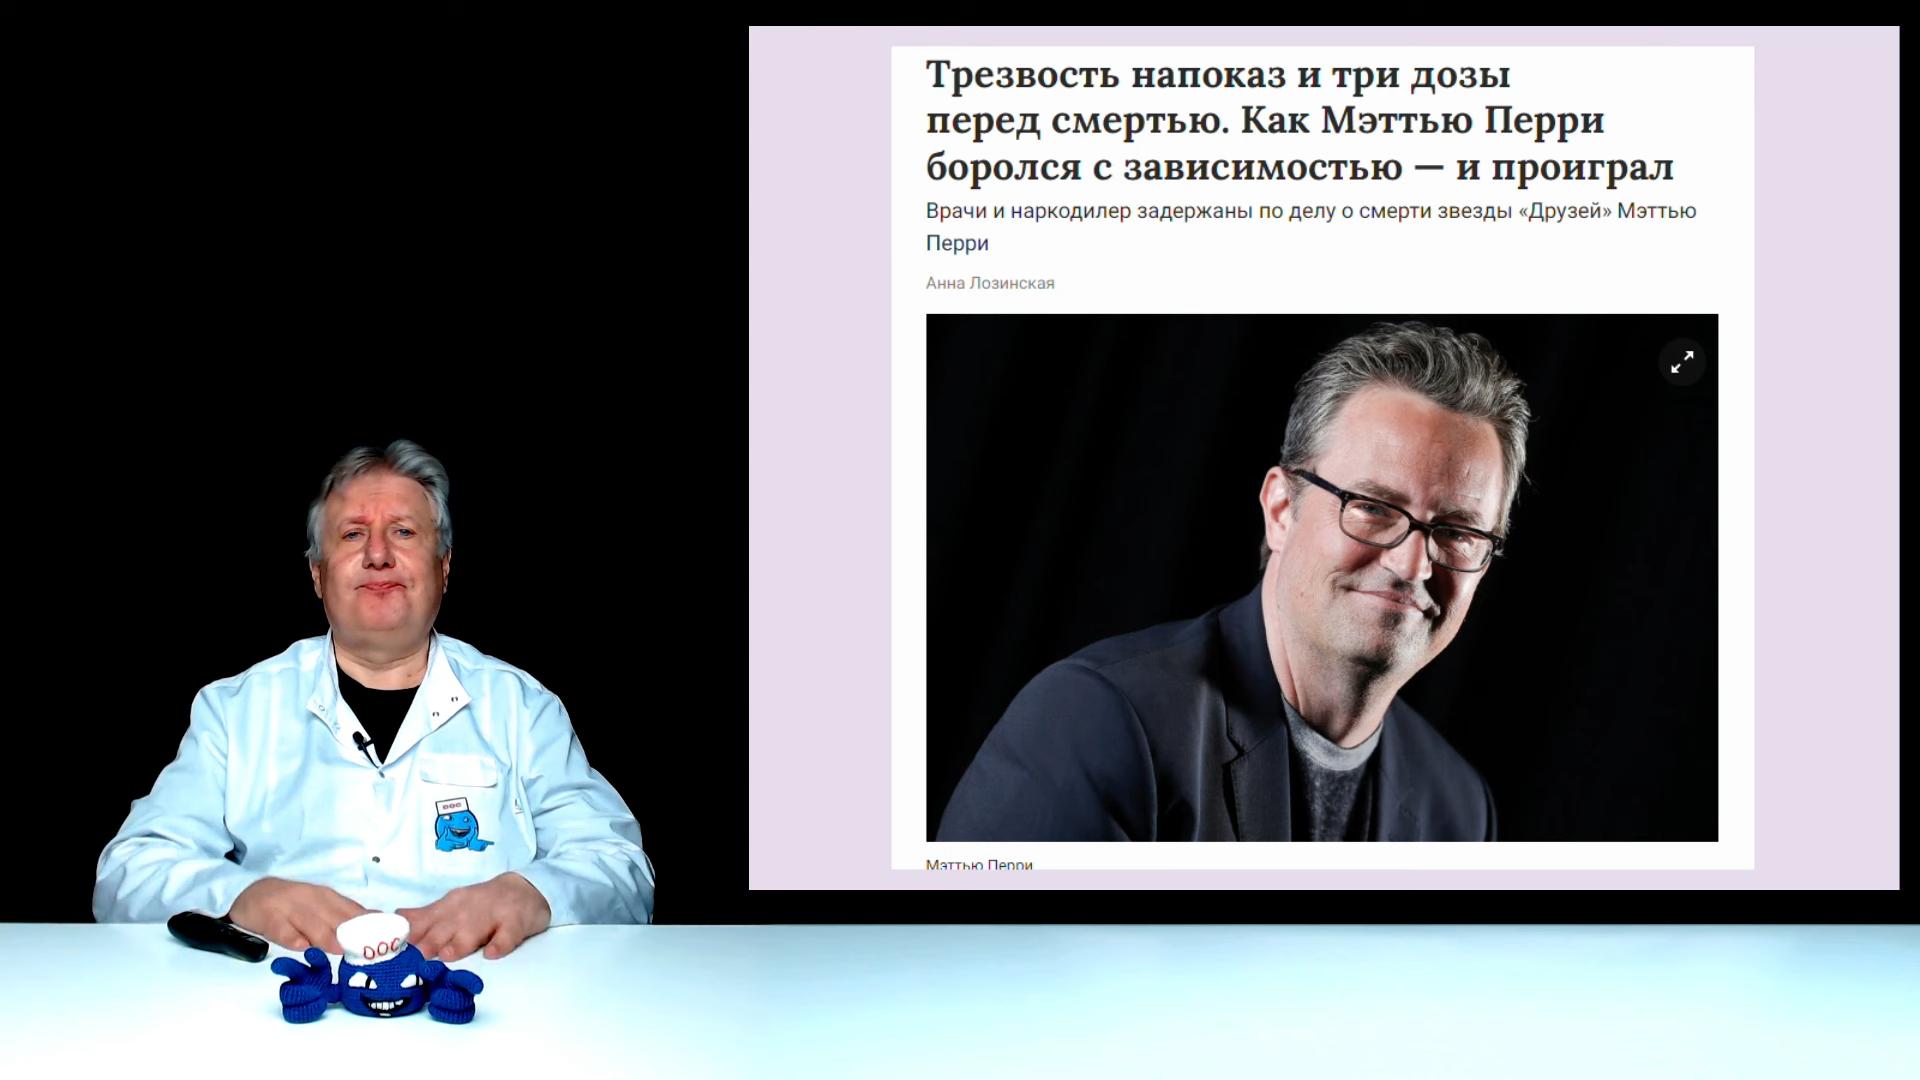 Трезвость напоказ и три дозы
перед смертью. Как Мэттью Перри
боролся с зависимостью — и проиграл
Врачи и наркодилер задержаны по делу о смерти звезды «Друзей» Мэттью
Перри
Анна Лозинская
Мэттью Перри
DOC
DOC